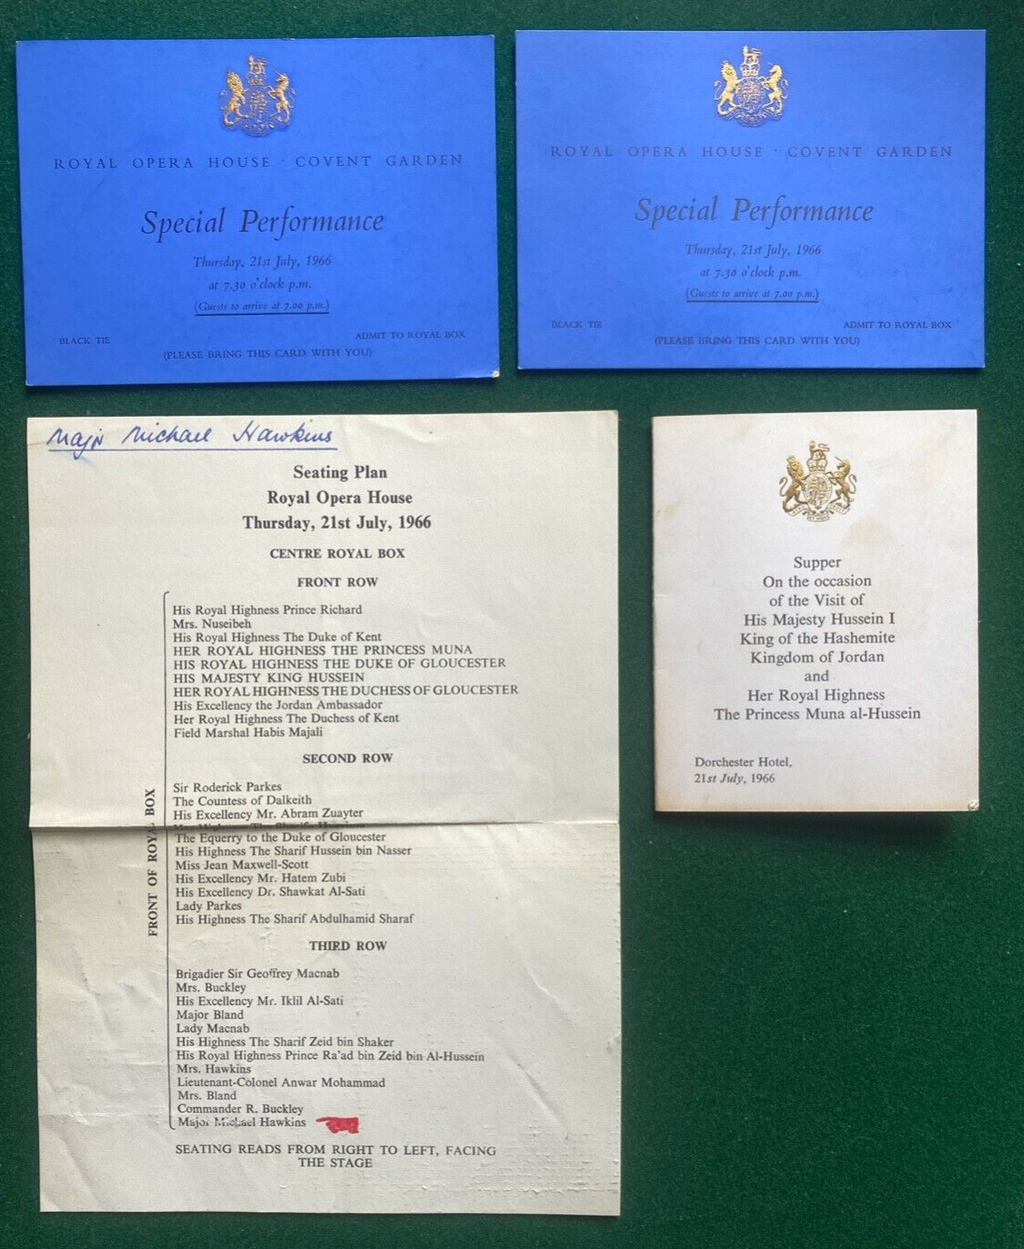 ROYAL OPERA HOUSE · COVENT GARDEN
Special Performance
Thursday, 21st July, 1966
at 7.30 o'clock p.m.
(Guests to arrive at 7.00 p.m.)
BLACK TIE
ADMIT TO ROYAL BOX
(PLEASE BRING THIS CARD WITH YOU)
ROYAL OPERA HOUSE · COVENT GARDEN
Special Performance
Thursday, 21st July, 1966
at 7.30 o'clock p.m.
(Guests to arrive at 7.00 p.m.)
BLACK TIE
ADMIT TO ROYAL BOX
(PLEASE BRING THIS CARD WITH YOU)
Major Michael Hawkins
Seating Plan
Royal Opera House
Thursday, 21st July, 1966
CENTRE ROYAL BOX
FRONT ROW
His Royal Highness Prince Richard
Mrs. Nuseibeh
His Royal Highness The Duke of Kent
HER ROYAL HIGHNESS THE PRINCESS MUNA
HIS ROYAL HIGHNESS THE DUKE OF GLOUCESTER
HIS MAJESTY KING HUSSEIN
HER ROYAL HIGHNESS THE DUCHESS OF GLOUCESTER
His Excellency the Jordan Ambassador
Her Royal Highness The Duchess of Kent
Field Marshal Habis Majali
SECOND ROW
Sir Roderick Parkes
The Countess of Dalkeith
His Excellency Mr. Abram Zuayter
The Equerry to the Duke of Gloucester
His Highness The Sharif Hussein bin Nasser
Miss Jean Maxwell-Scott
His Excellency Mr. Hatem Zubi
His Excellency Dr. Shawkat Al-Sati
Lady Parkes
His Highness The Sharif Abdulhamid Sharaf
THIRD ROW
Brigadier Sir Geoffrey Macnab
Mrs. Buckley
His Excellency Mr. Iklil Al-Sati
Major Bland
Lady Macnab
His Highness The Sharif Zeid bin Shaker
His Royal Highness Prince Ra'ad bin Zeid bin Al-Hussein
Mrs. Hawkins
Lieutenant-Colonel Anwar Mohammad
Mrs. Bland
Commander R. Buckley
Major Michael Hawkins
FRONT OF ROYAL BOX
SEATING READS FROM RIGHT TO LEFT, FACING
THE STAGE
Supper
On the occasion
of the Visit of
His Majesty Hussein I
King of the Hashemite
Kingdom of Jordan
and
Her Royal Highness
The Princess Muna al-Hussein
Dorchester Hotel,
21st July, 1966